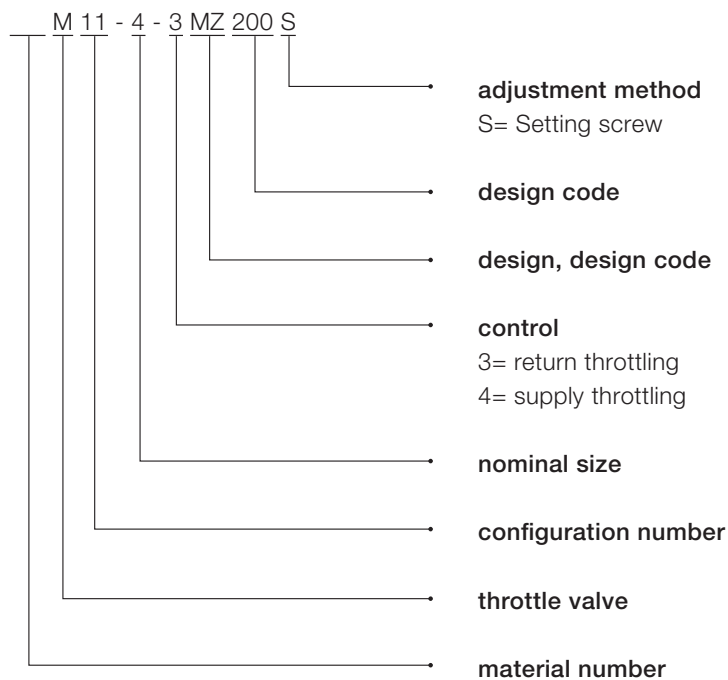 M 11 - 4 - 3 MZ 200 S
adjustment method
S= Setting screw
design code
design, design code
control
3= return throttling
4= supply throttling
nominal size
configuration number
throttle valve
material number